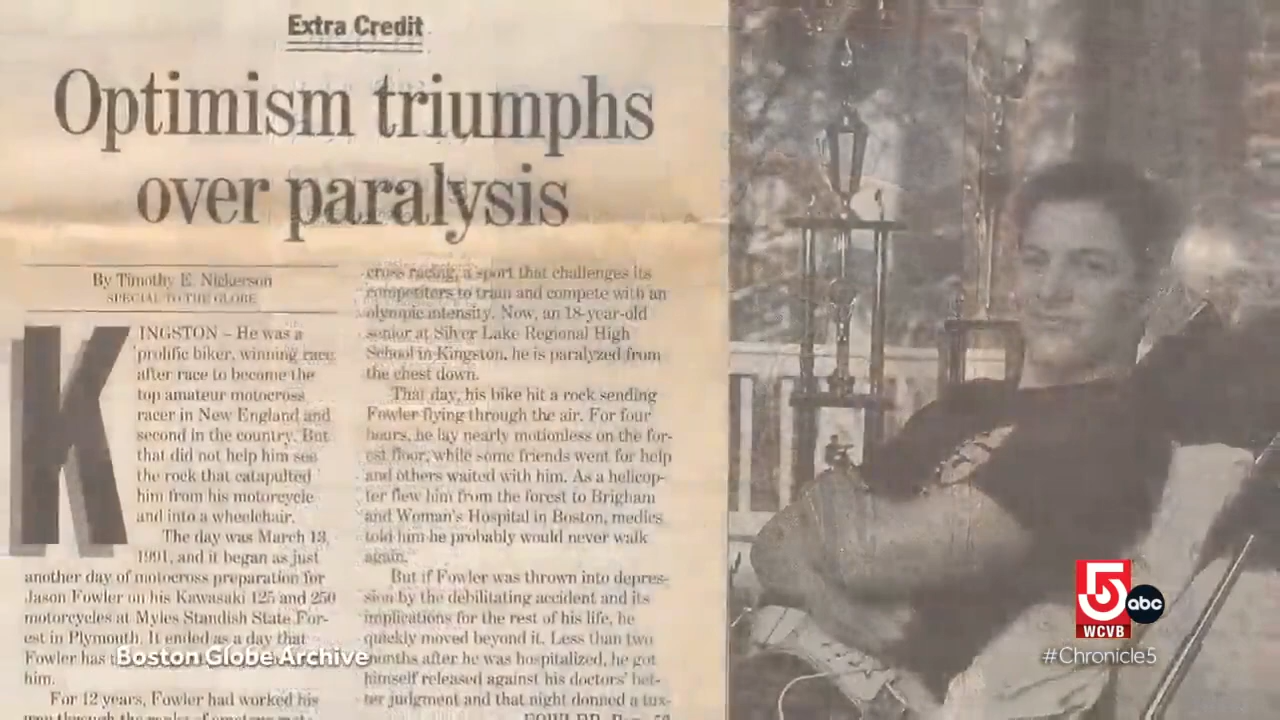 Extra Credit
Optimism triumphs
over paralysis
By Timothy E. Nickerson
SPECIAL TO THE GLOBE
KINGSTON – He was a
prolific biker, winning race
after race to become the
top amateur motocross
racer in New England and
second in the country. But
that did not help him see
the rock that catapulted
him from his motorcycle
and into a wheelchair.
The day was March 13,
1991, and it began as just
another day of motocross preparation for
Jason Fowler on his Kawasaki 125 and 250
motorcycles at Myles Standish State For-
est in Plymouth. It ended as a day that
Fowler has
him.
For 12 years, Fowler had worked his
cross racing, a sport that challenges its
competitors to train and compete with an
olympic intensity. Now, an 18-year-old
senior at Silver Lake Regional High
School in Kingston, he is paralyzed from
the chest down.
That day, his bike hit a rock sending
Fowler flying through the air. For four
hours, he lay nearly motionless on the for-
est floor, while some friends went for help
and others waited with him. As a helicop-
ter flew him from the forest to Brigham
and Woman's Hospital in Boston, medics
told him he probably would never walk
again.
But if Fowler was thrown into depres-
sion by the debilitating accident and its
implications for the rest of his life, he
quickly moved beyond it. Less than two
months after he was hospitalized, he got
himself released against his doctors' bet-
ter judgment and that night donned a tux-
Boston Globe Archive
5
abc
WCVB
#Chronicle5